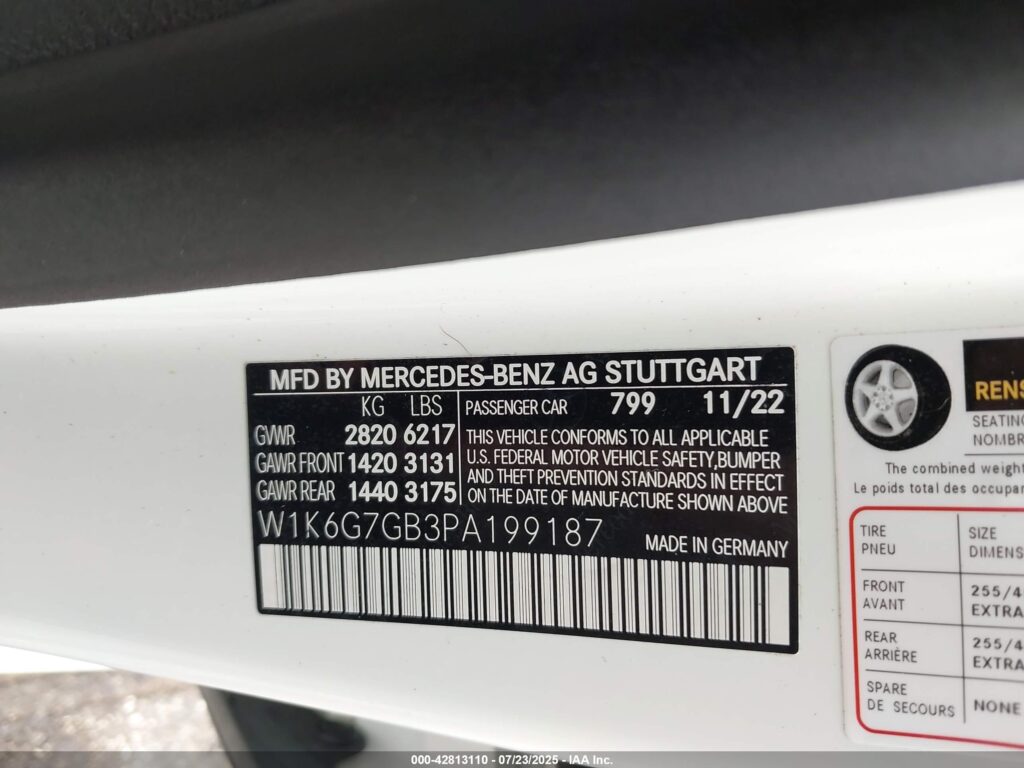 MFD BY MERCEDES-BENZ AG STUTTGART
KG LBS
GVWR 2820 6217
GAWR FRONT 1420 3131
GAWR REAR 1440 3175
PASSENGER CAR 799 11/22
THIS VEHICLE CONFORMS TO ALL APPLICABLE
U.S. FEDERAL MOTOR VEHICLE SAFETY,BUMPER
AND THEFT PREVENTION STANDARDS IN EFFECT
ON THE DATE OF MANUFACTURE SHOWN ABOVE
W1K6G7GB3PA199187
MADE IN GERMANY
RENS
SEATING
NOMBR
The combined weight
Le poids total des occupan
TIRE
PNEU
SIZE
DIMENS
FRONT
AVANT
255/4
EXTRA
REAR
ARRIÈRE
255/4
EXTRA
SPARE
DE SECOURS
NONE
000-42813110 - 07/23/2025 - IAA Inc.